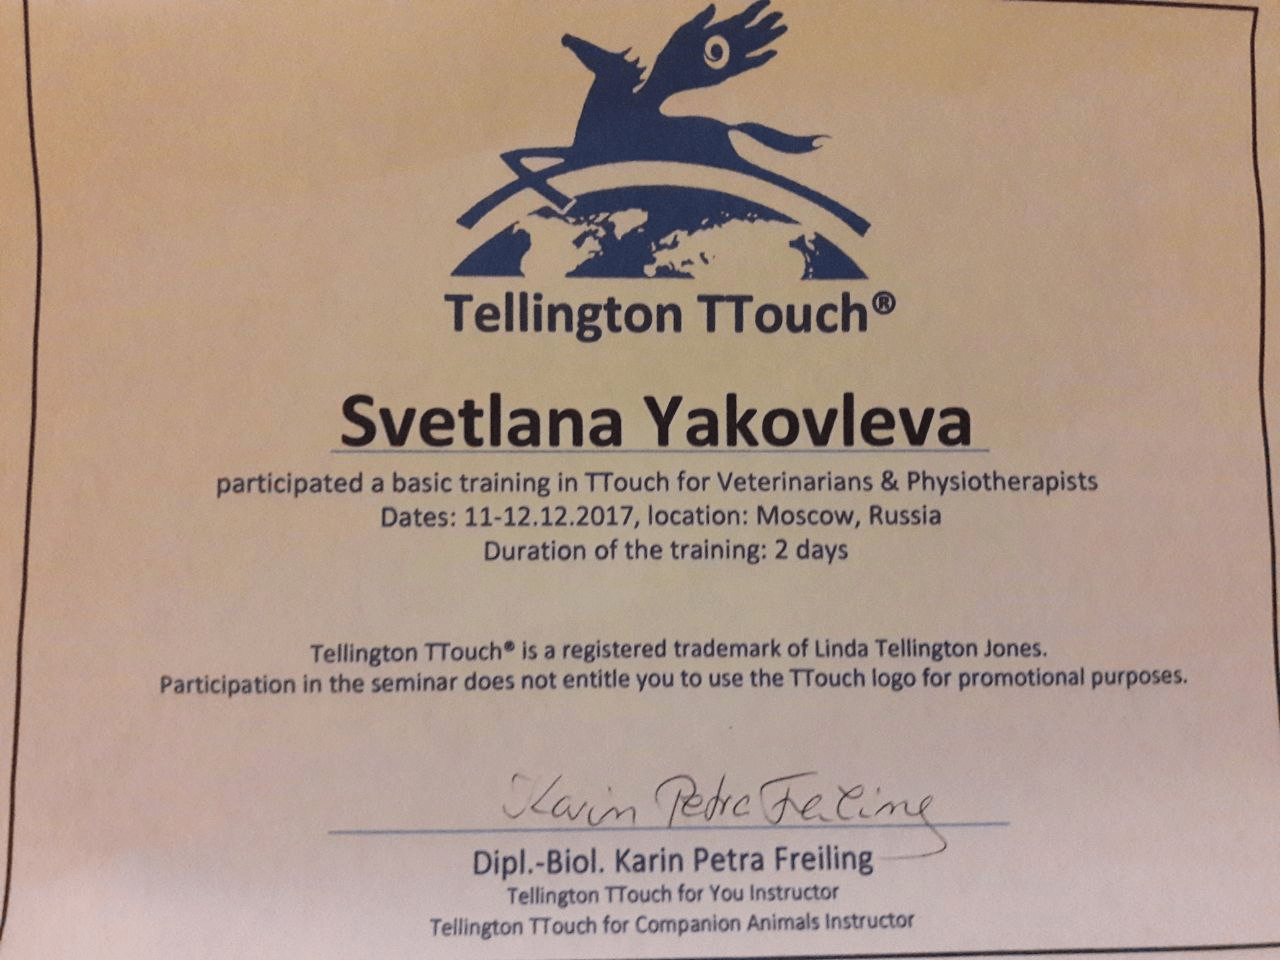 Tellington TTouch®
Svetlana Yakovleva
participated a basic training in TTouch for Veterinarians & Physiotherapists
Dates: 11-12.12.2017, location: Moscow, Russia
Duration of the training: 2 days
Tellington TTouch® is a registered trademark of Linda Tellington Jones.
Participation in the seminar does not entitle you to use the TTouch logo for promotional purposes.
Karin Petra Freiling
Dipl.-Biol. Karin Petra Freiling
Tellington TTouch for You Instructor
Tellington TTouch for Companion Animals Instructor